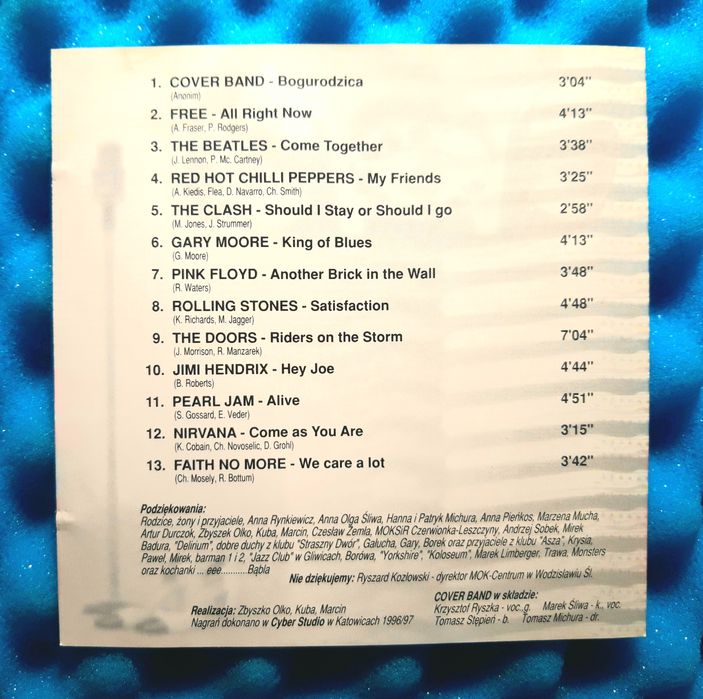 1. COVER BAND - Bogurodzica 3'04"
(Anonim)
2. FREE - All Right Now 4'13"
(A. Fraser, P. Rodgers)
3. THE BEATLES - Come Together 3'38"
(J. Lennon, P. Mc. Cartney)
4. RED HOT CHILLI PEPPERS - My Friends 3'25"
(A. Kiedis, Flea, D. Navarro, Ch. Smith)
5. THE CLASH - Should I Stay or Should I go 2'58"
(M. Jones, J. Strummer)
6. GARY MOORE - King of Blues 4'13"
(G. Moore)
7. PINK FLOYD - Another Brick in the Wall 3'48"
(R. Waters)
8. ROLLING STONES - Satisfaction 4'48"
(K. Richards, M. Jagger)
9. THE DOORS - Riders on the Storm 7'04"
(J. Morrison, R. Manzarek)
10. JIMI HENDRIX - Hey Joe 4'44"
(B. Roberts)
11. PEARL JAM - Alive 4'51"
(S. Gossard, E. Veder)
12. NIRVANA - Come as You Are 3'15"
(K. Cobain, Ch. Novoselic, D. Grohl)
13. FAITH NO MORE - We care a lot 3'42"
(Ch. Mosely, R. Bottum)
Podziękowania:
Rodzice, żony i przyjaciele, Anna Rynkiewicz, Anna Olga Śliwa, Hanna i Patryk Michura, Anna Pieńkos, Marzena Mucha,
Artur Durczok, Zbyszek Olko, Kuba, Marcin, Czesław Żemła, MOKSiR Czerwionka-Leszczyny, Andrzej Sobek, Mirek
Badura, "Delirium", dobre duchy z klubu "Straszny Dwór", Gałucha, Gary, Borek oraz przyjaciele z klubu "Asza", Krysia,
Paweł, Mirek, barman 1 i 2, "Jazz Club" w Gliwicach, Borówa, "Yorkshire", "Koloseum", Marek Limberger, Trawa, Monsters
oraz kochanki ... eee...........Bąbla
Nie dziękujemy: Ryszard Kozłowski - dyrektor MOK-Centrum w Wodzisławiu Śl.
Realizacja: Zbyszko Olko, Kuba, Marcin
Nagrań dokonano w Cyber Studio w Katowicach 1996/97
COVER BAND w składzie:
Krzysztof Ryszka - voc.,g. Marek Śliwa - k., voc.
Tomasz Stępień - b. Tomasz Michura - dr.